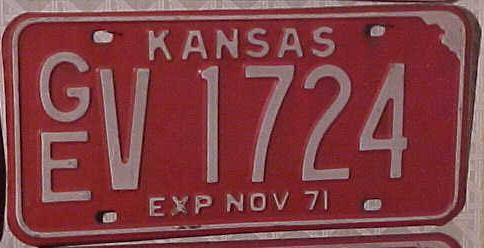 KANSAS
GE V 1724
EXP NOV 71